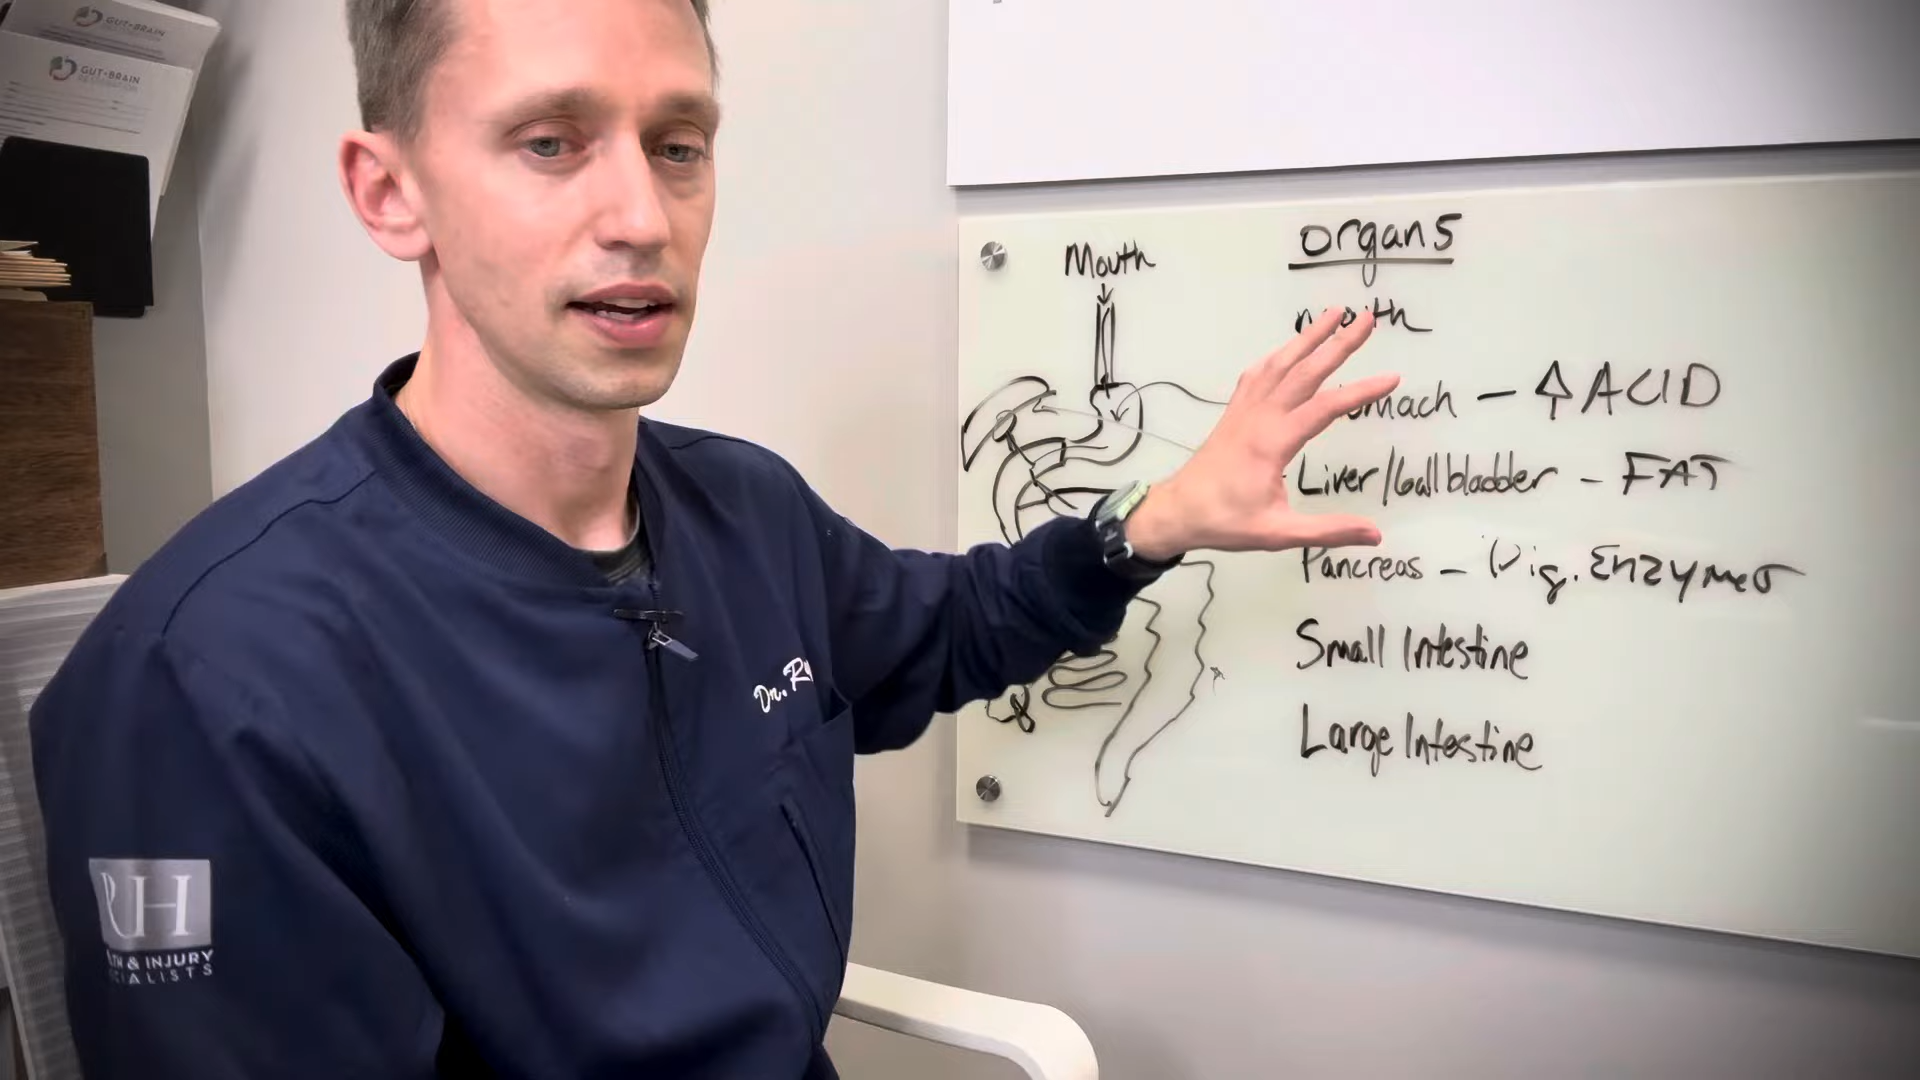 GUT-BRAIN
GUT-BRAIN
Mouth
organs
mouth
stomach - ↑ ACID
Liver/Gallbladder - FAT
Pancreas - Dig. Enzymes
Small Intestine
Large Intestine
Dr. R
RH
& INJURY